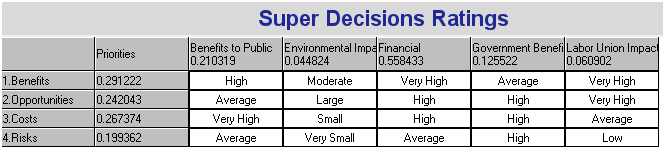 Super Decisions Ratings
Priorities Benefits to Public Environmental Impa Financial Government Benefi Labor Union Impact
0.210319 0.044824 0.558433 0.125522 0.060902
1.Benefits 0.291222 High Moderate Very High Average Very High
2.Opportunities 0.242043 Average Large High High Very High
3.Costs 0.267374 Very High Small High High Average
4.Risks 0.199362 Average Very Small Average High Low